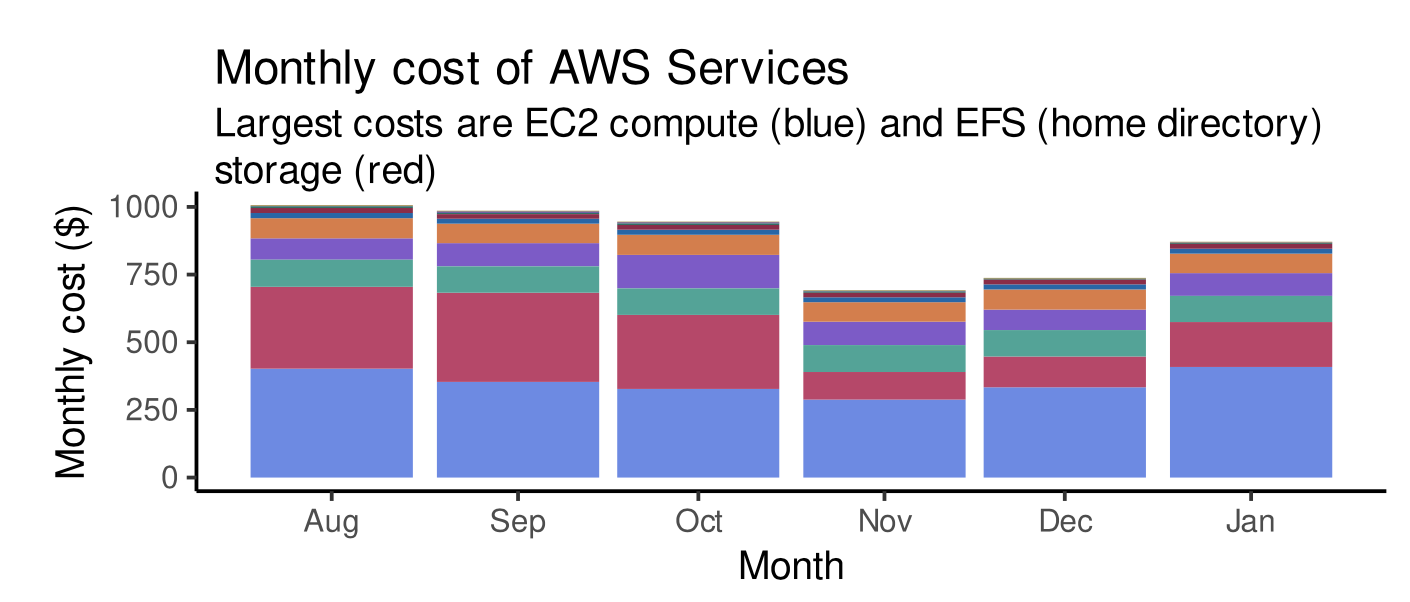 Monthly cost of AWS Services
Largest costs are EC2 compute (blue) and EFS (home directory)
storage (red)
Monthly cost ($)
1000
750
500
250
0
Aug Sep Oct Nov Dec Jan
Month